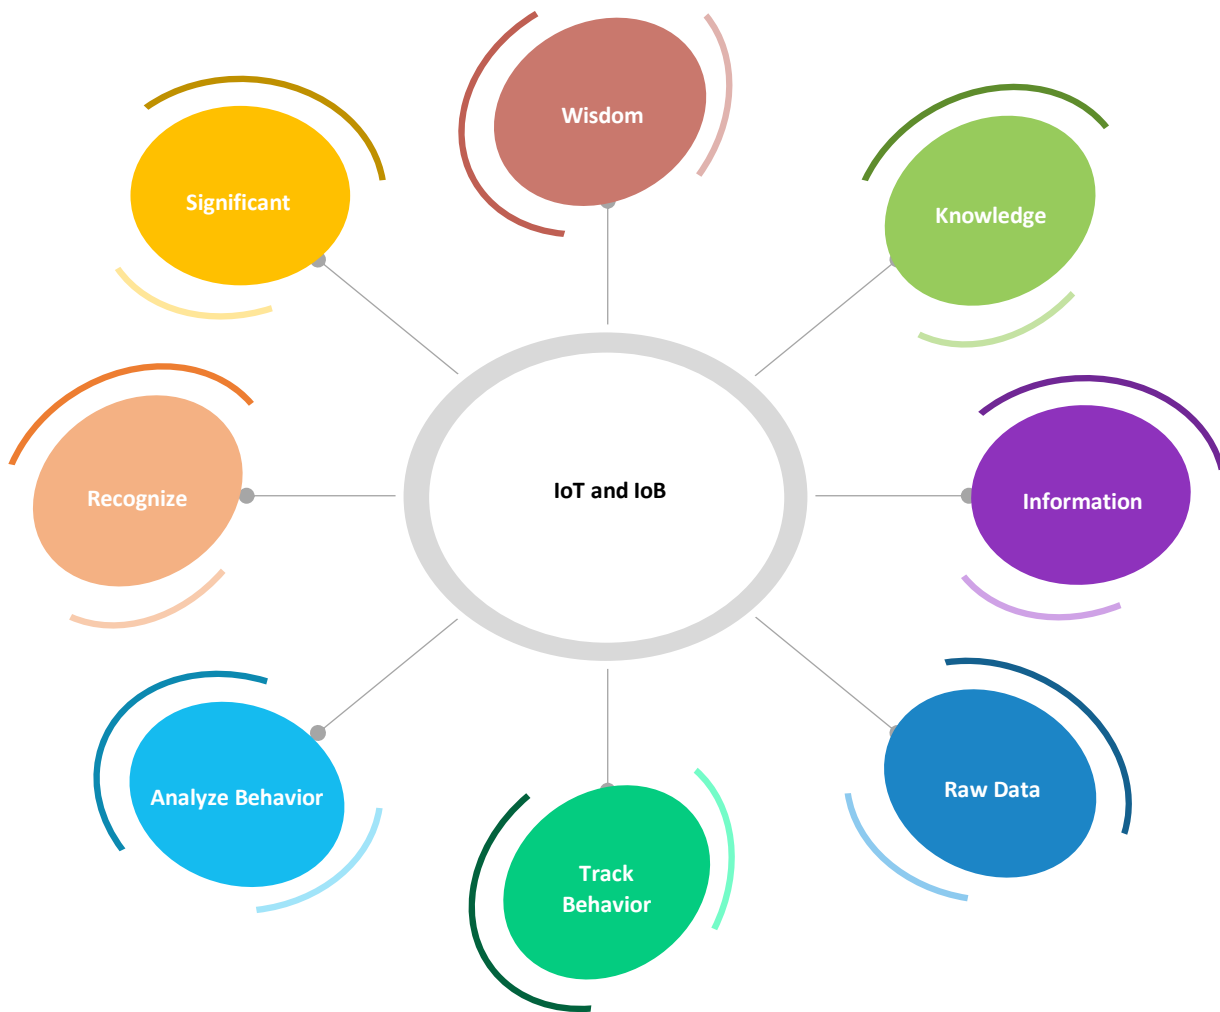 Wisdom
Significant
Knowledge
IoT and IoB
Recognize
Information
Analyze Behavior
Raw Data
Track
Behavior